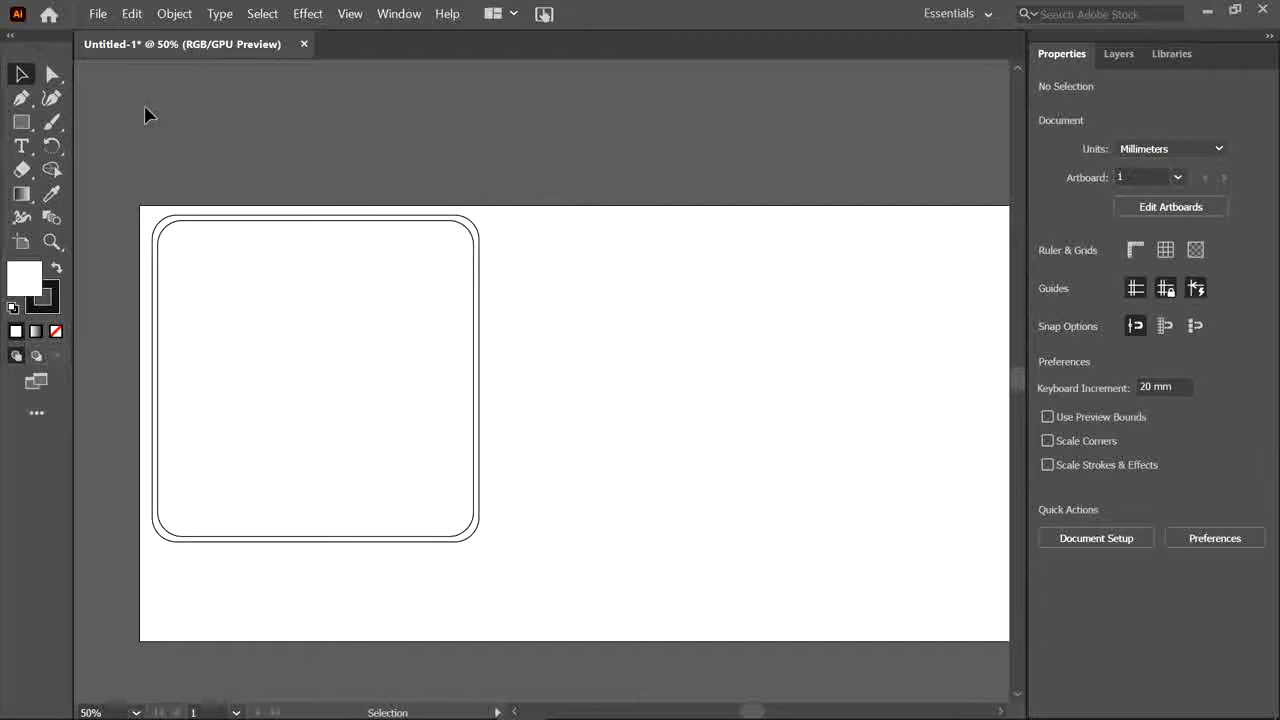 Ai File Edit Object Type Select Effect View Window Help Essentials Search Adobe Stock
Untitled-1* @ 50% (RGB/GPU Preview)
Properties Layers Libraries
No Selection
Document
Units: Millimeters
Artboard: 1
Edit Artboards
Ruler & Grids
Guides
Snap Options
Preferences
Keyboard Increment: 20 mm
Use Preview Bounds
Scale Corners
Scale Strokes & Effects
Quick Actions
Document Setup Preferences
50% 1 Selection